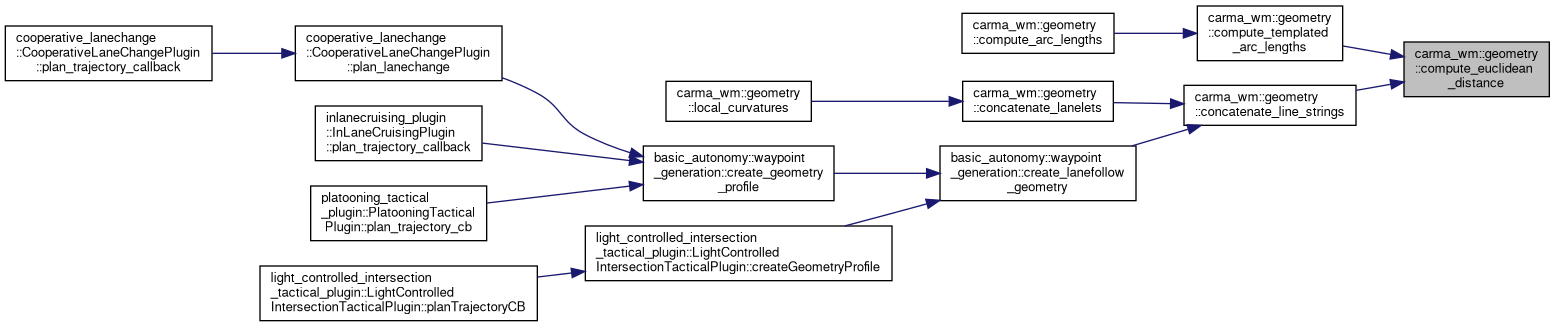 cooperative_lanechange
::CooperativeLaneChangePlugin
::plan_trajectory_callback
cooperative_lanechange
::CooperativeLaneChangePlugin
::plan_lanechange
inlanecruising_plugin
::InLaneCruisingPlugin
::plan_trajectory_callback
platooning_tactical
_plugin::PlatooningTactical
Plugin::plan_trajectory_cb
light_controlled_intersection
_tactical_plugin::LightControlled
IntersectionTacticalPlugin::planTrajectoryCB
light_controlled_intersection
_tactical_plugin::LightControlled
IntersectionTacticalPlugin::createGeometryProfile
basic_autonomy::waypoint
_generation::create_geometry
_profile
carma_wm::geometry
::local_curvatures
carma_wm::geometry
::compute_arc_lengths
carma_wm::geometry
::concatenate_lanelets
basic_autonomy::waypoint
_generation::create_lanefollow
_geometry
carma_wm::geometry
::compute_templated
_arc_lengths
carma_wm::geometry
::concatenate_line_strings
carma_wm::geometry
::compute_euclidean
_distance